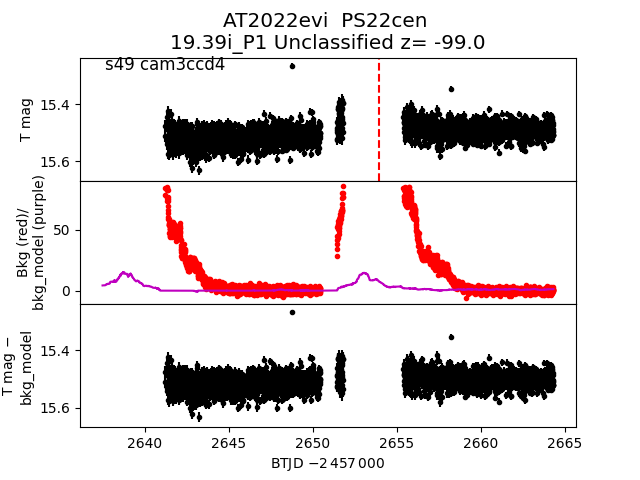 AT2022evi  PS22cen
19.39i_P1 Unclassified z= -99.0
s49 cam3ccd4
T mag
15.4
15.6
Bkg (red)/
bkg_model (purple)
50
0
T mag −
bkg_model
15.4
15.6
2640 2645 2650 2655 2660 2665
BTJD −2 457 000